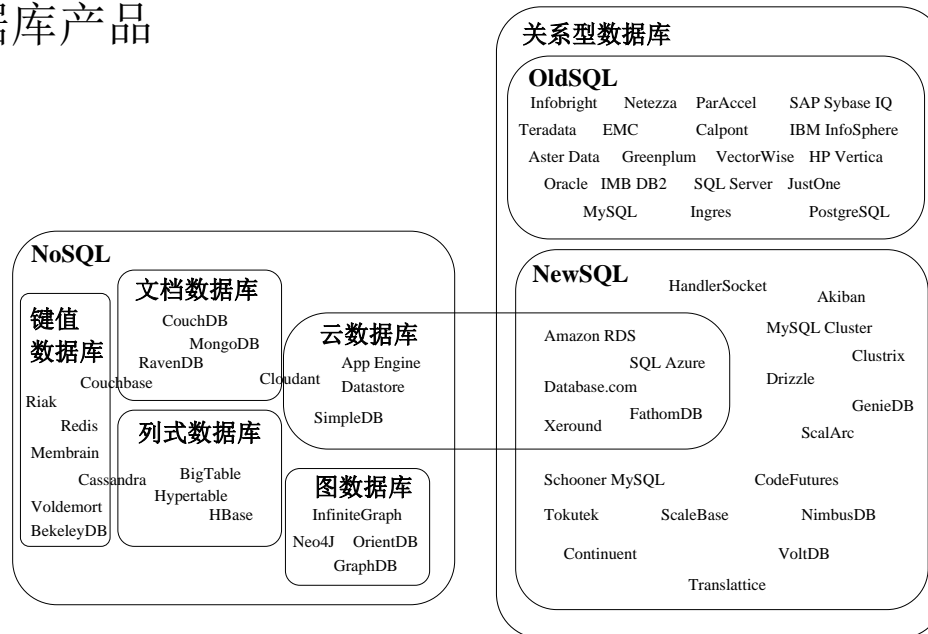 据库产品
关系型数据库
OldSQL
Infobright Netezza ParAccel SAP Sybase IQ
Teradata EMC Calpont IBM InfoSphere
Aster Data Greenplum VectorWise HP Vertica
Oracle IMB DB2 SQL Server JustOne
MySQL Ingres PostgreSQL
NoSQL
键值
数据库
Couchbase
Riak
Redis
Membrain
Cassandra
Voldemort
BekeleyDB
文档数据库
CouchDB
MongoDB
RavenDB
Cloudant
列式数据库
BigTable
Hypertable
HBase
云数据库
App Engine
Datastore
SimpleDB
图数据库
InfiniteGraph
Neo4J OrientDB
GraphDB
NewSQL
HandlerSocket
Akiban
Amazon RDS
MySQL Cluster
SQL Azure
Clustrix
Database.com
Drizzle
FathomDB
GenieDB
Xeround
ScalArc
Schooner MySQL CodeFutures
Tokutek ScaleBase NimbusDB
Continuent VoltDB
Translattice